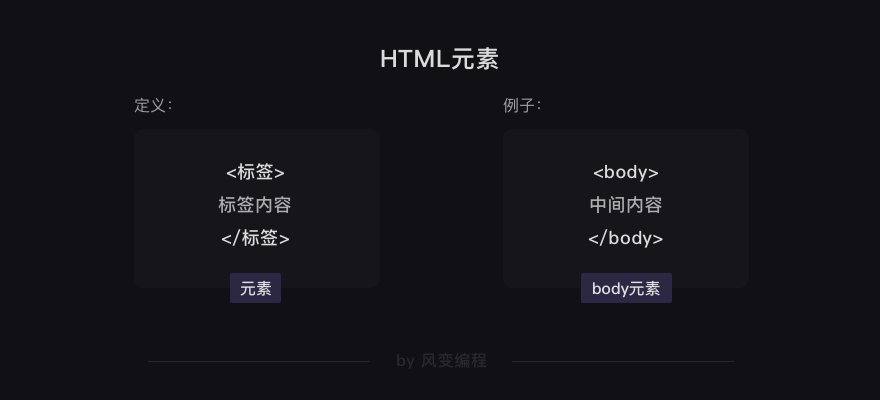 HTML元素
定义：
<标签>
标签内容
</标签>
元素
例子：
<body>
中间内容
</body>
body元素
by 风变编程